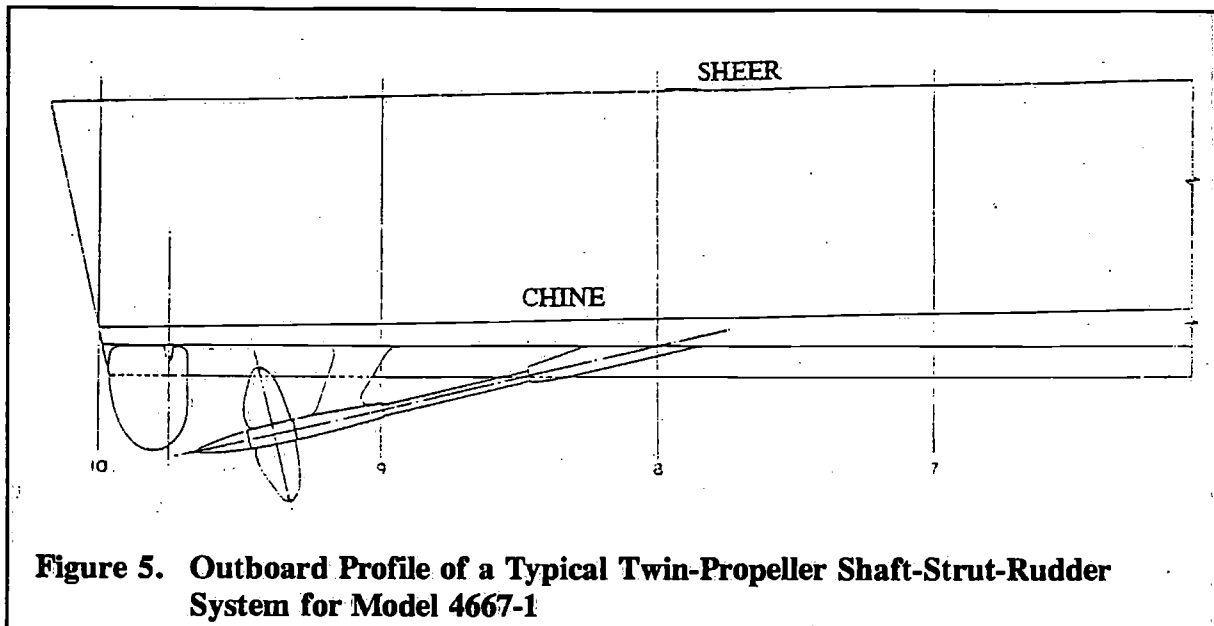 SHEER
CHINE
10 9 8 7
Figure 5. Outboard Profile of a Typical Twin-Propeller Shaft-Strut-Rudder
System for Model 4667-1